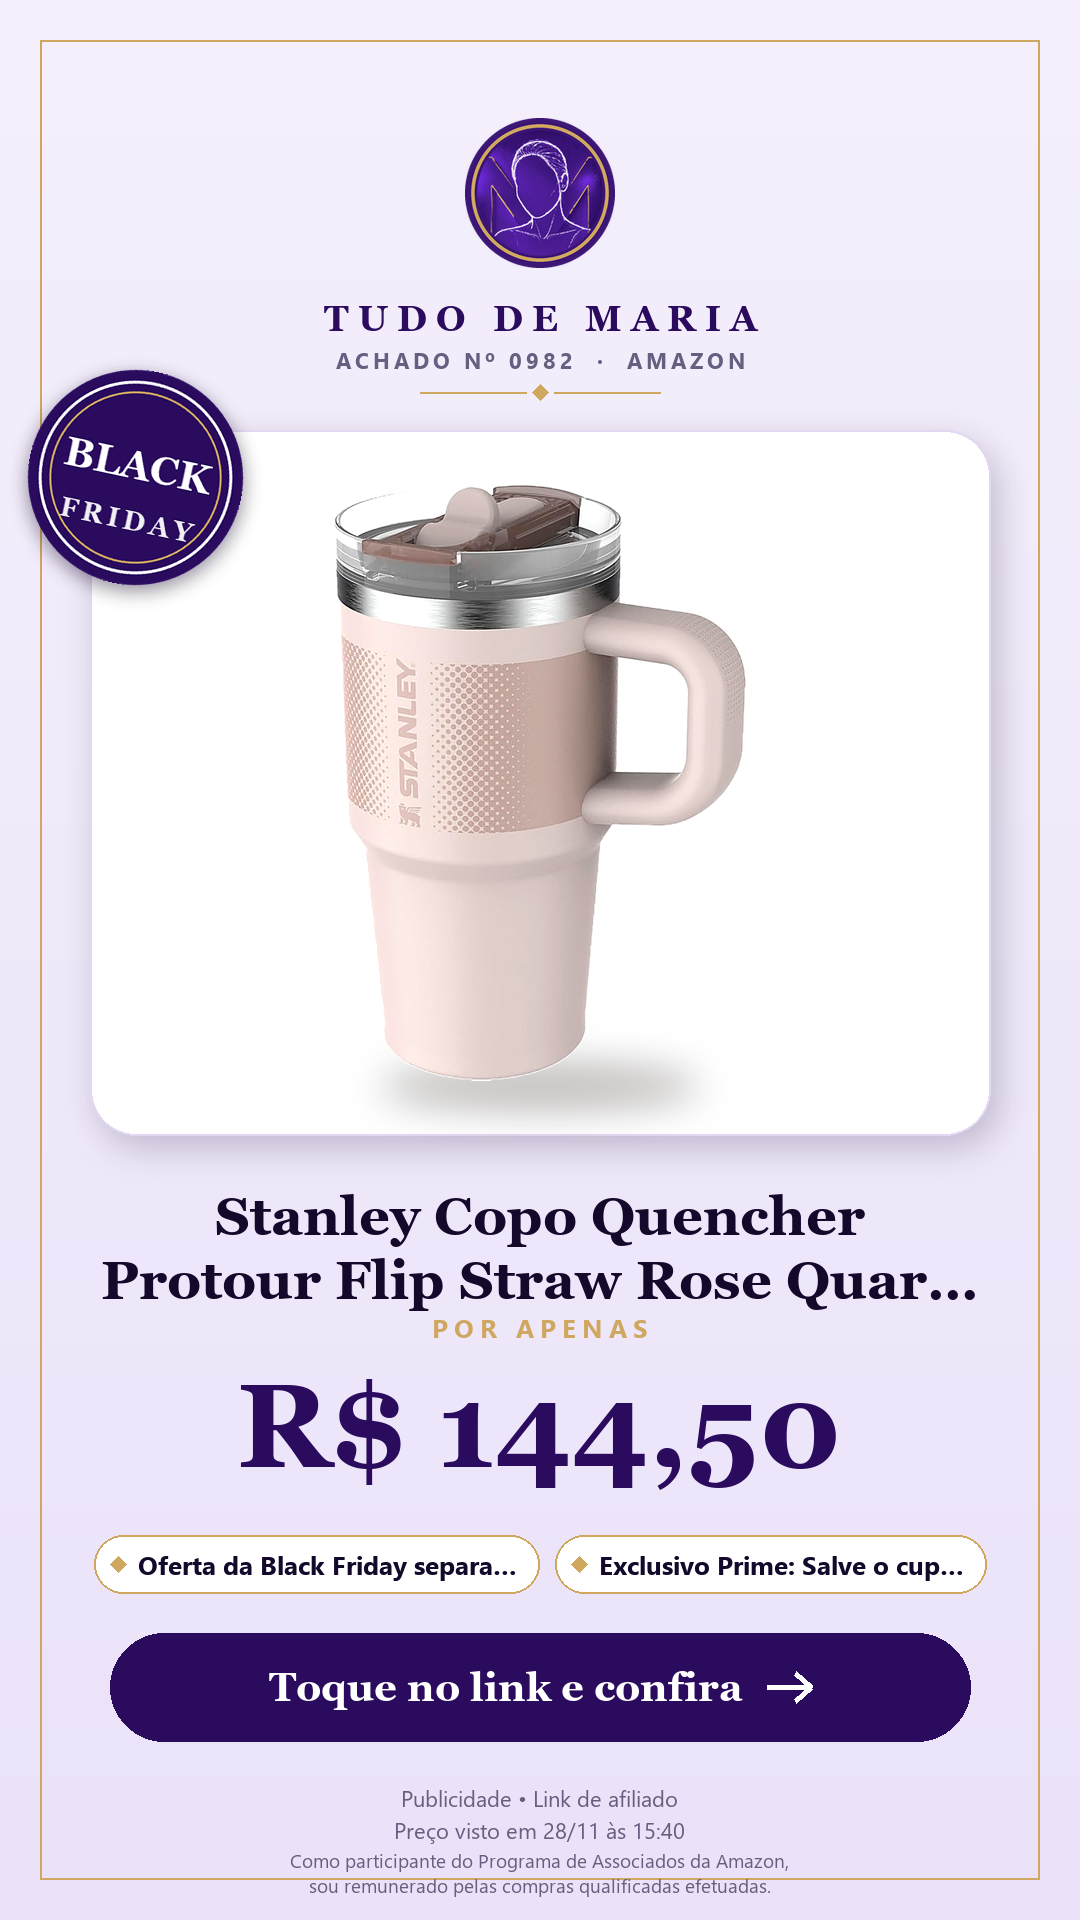 TUDO DE MARIA
ACHADO Nº 0982 · AMAZON
BLACK
FRIDAY
STANLEY
Stanley Copo Quencher
Protour Flip Straw Rose Quar...
POR APENAS
R$ 144,50
Oferta da Black Friday separa...
Exclusivo Prime: Salve o cup...
Toque no link e confira →
Publicidade • Link de afiliado
Preço visto em 28/11 às 15:40
Como participante do Programa de Associados da Amazon,
sou remunerado pelas compras qualificadas efetuadas.